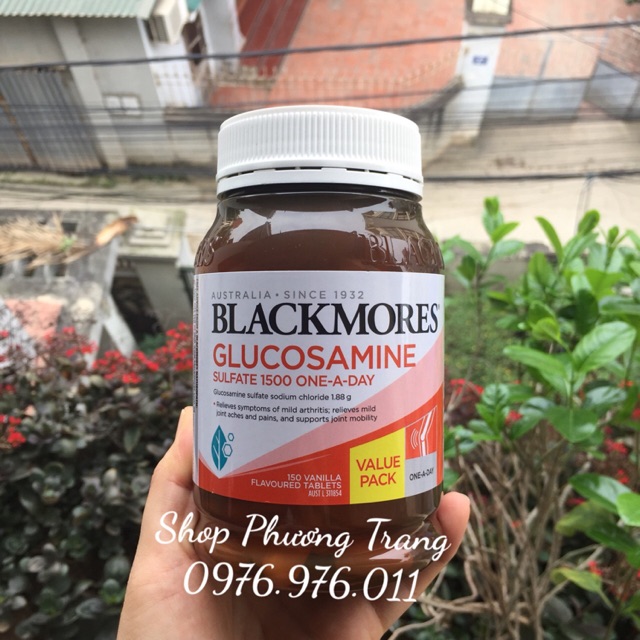 AUSTRALIA • SINCE 1932
BLACKMORES®
GLUCOSAMINE
SULFATE 1500 ONE-A-DAY
Glucosamine sulfate sodium chloride 1.88 g
• Relieves symptoms of mild arthritis; relieves mild
joint aches and pains, and supports joint mobility
150 VANILLA
FLAVOURED TABLETS
AUST L 311854
VALUE
PACK
ONE-A-DAY
Shop Phương Trang
0976.976.011